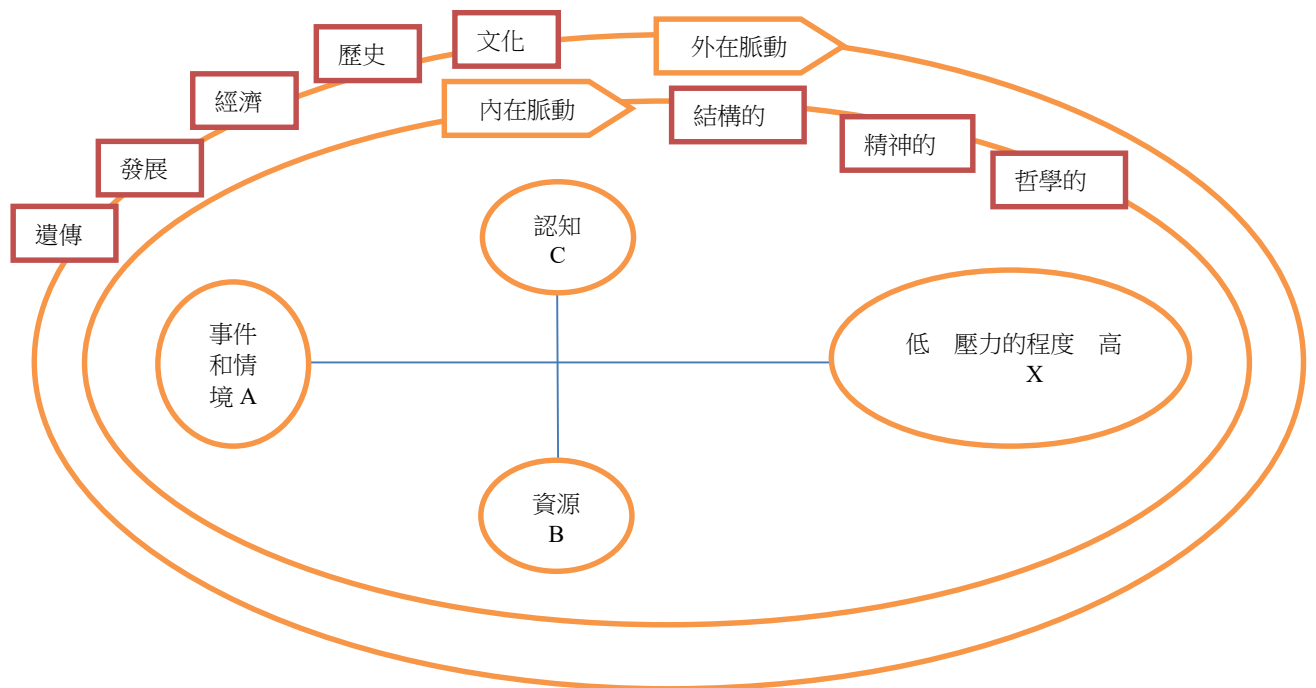 文化
外在脈動
歷史
經濟
內在脈動
結構的
精神的
發展
哲學的
遺傳
認知
C
事件
和情
境 A
低 壓力的程度 高
X
資源
B